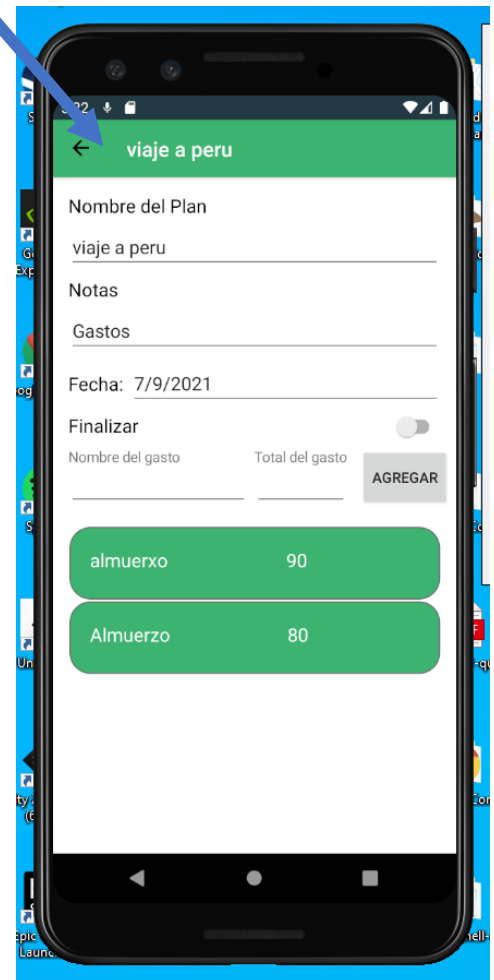 viaje a peru
Nombre del Plan
viaje a peru
Notas
Gastos
Fecha: 7/9/2021
Finalizar
Nombre del gasto Total del gasto
AGREGAR
almuerxo 90
Almuerzo 80